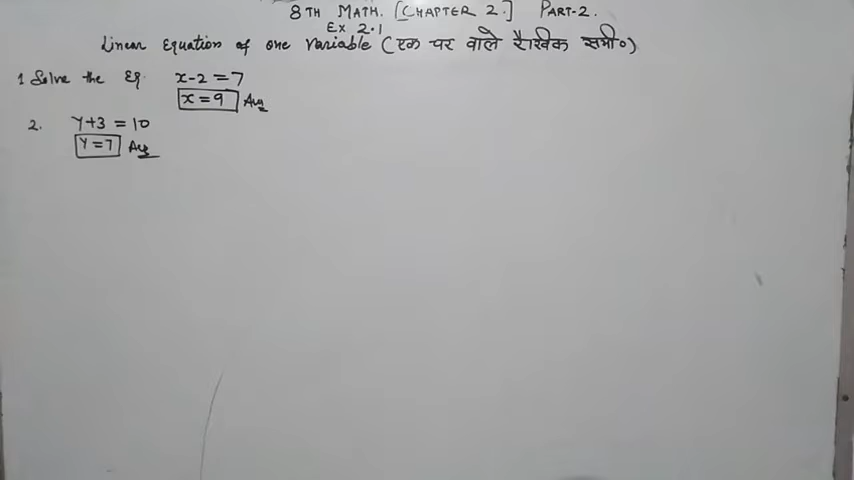 8TH MATH. [CHAPTER 2.] PART-2.
EX 2.1
Linear Equation of one Variable (एक चर वाले रैखिक समी०)
1 Solve the Eq. x-2 = 7
x = 9 Ans
2. Y+3 = 10
Y = 7 Ans